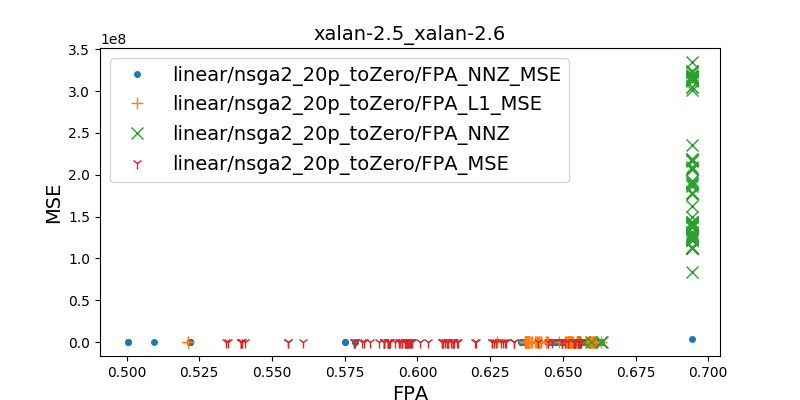 xalan-2.5_xalan-2.6
1e8
3.5
3.0
2.5
2.0
1.5
1.0
0.5
0.0
MSE
linear/nsga2_20p_toZero/FPA_NNZ_MSE
linear/nsga2_20p_toZero/FPA_L1_MSE
linear/nsga2_20p_toZero/FPA_NNZ
linear/nsga2_20p_toZero/FPA_MSE
0.500 0.525 0.550 0.575 0.600 0.625 0.650 0.675 0.700
FPA